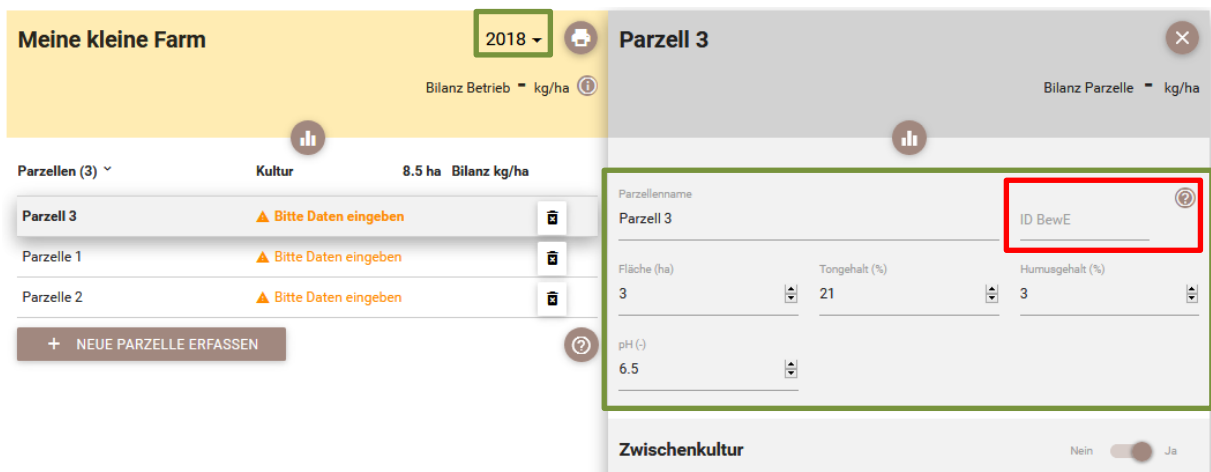 Meine kleine Farm
2018
Bilanz Betrieb - kg/ha
Parzellen (3) Kultur 8.5 ha Bilanz kg/ha
Parzell 3 Bitte Daten eingeben
Parzelle 1 Bitte Daten eingeben
Parzelle 2 Bitte Daten eingeben
+ NEUE PARZELLE ERFASSEN
Parzell 3
Bilanz Parzelle - kg/ha
Parzellenname
Parzell 3 ID BewE
Fläche (ha) Tongehalt (%) Humusgehalt (%)
3 21 3
pH (-)
6.5
Zwischenkultur Nein Ja